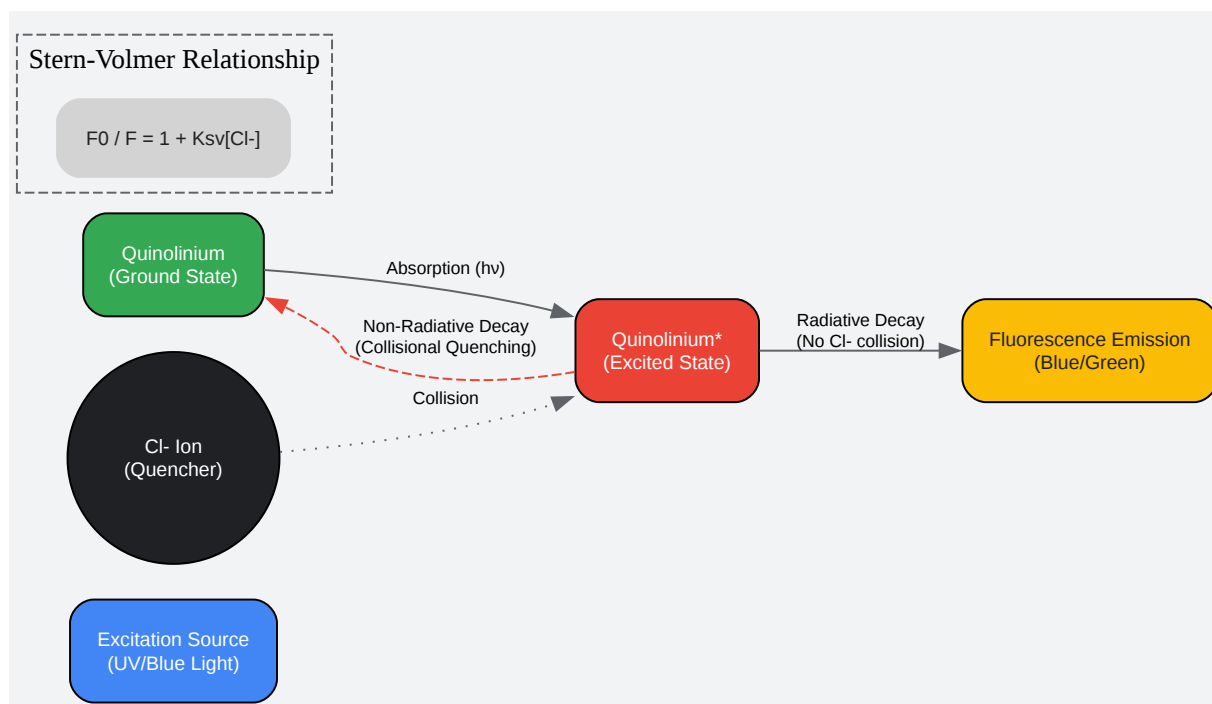 Stern-Volmer Relationship
F0 / F = 1 + Ksv[Cl-]
Quinolinium
(Ground State)
Absorption (hν)
Non-Radiative Decay
(Collisional Quenching)
Quinolinium*
(Excited State)
Radiative Decay
(No Cl- collision)
Fluorescence Emission
(Blue/Green)
Collision
Cl- Ion
(Quencher)
Excitation Source
(UV/Blue Light)